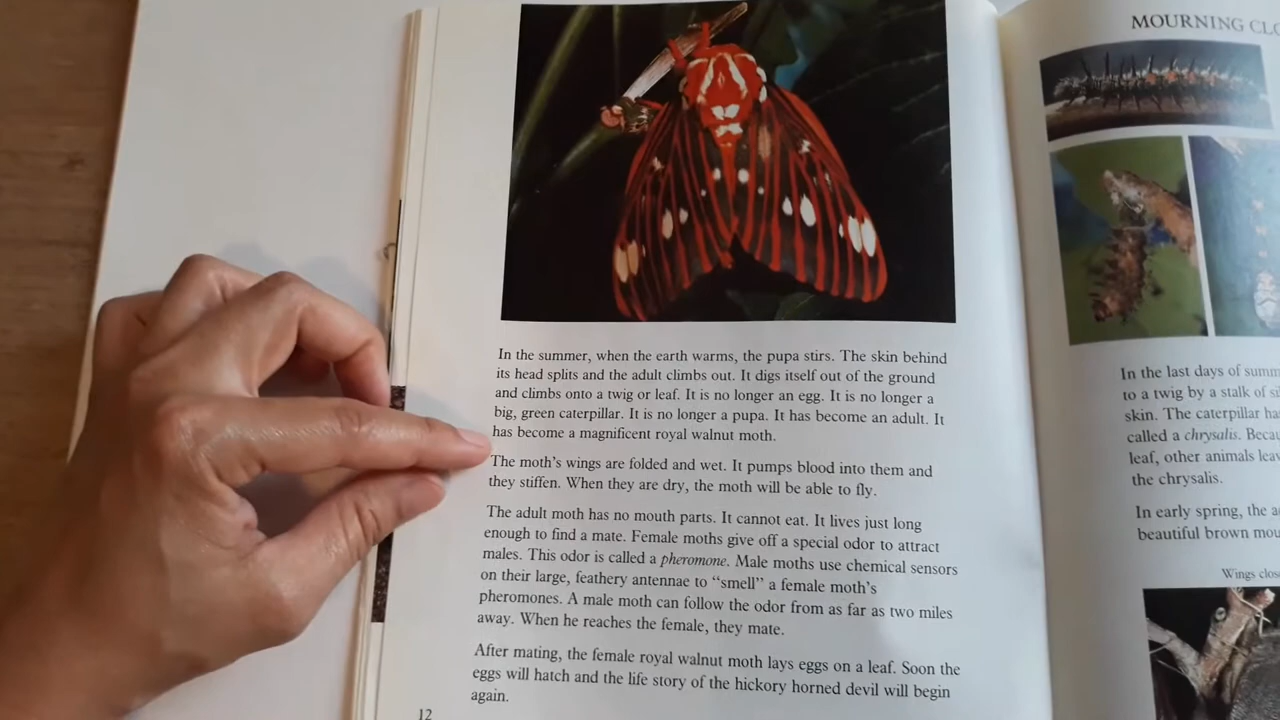 In the summer, when the earth warms, the pupa stirs. The skin behind
its head splits and the adult climbs out. It digs itself out of the ground
and climbs onto a twig or leaf. It is no longer an egg. It is no longer a
big, green caterpillar. It is no longer a pupa. It has become an adult. It
has become a magnificent royal walnut moth.
The moth's wings are folded and wet. It pumps blood into them and
they stiffen. When they are dry, the moth will be able to fly.
The adult moth has no mouth parts. It cannot eat. It lives just long
enough to find a mate. Female moths give off a special odor to attract
males. This odor is called a pheromone. Male moths use chemical sensors
on their large, feathery antennae to “smell” a female moth's
pheromones. A male moth can follow the odor from as far as two miles
away. When he reaches the female, they mate.
After mating, the female royal walnut moth lays eggs on a leaf. Soon the
eggs will hatch and the life story of the hickory horned devil will begin
again.
12
MOURNING
In the last days of
to a twig by a stalk of
skin. The caterpillar
called a chrysalis.
leaf, other animals
the chrysalis.
In early spring, the
beautiful brown
Wings